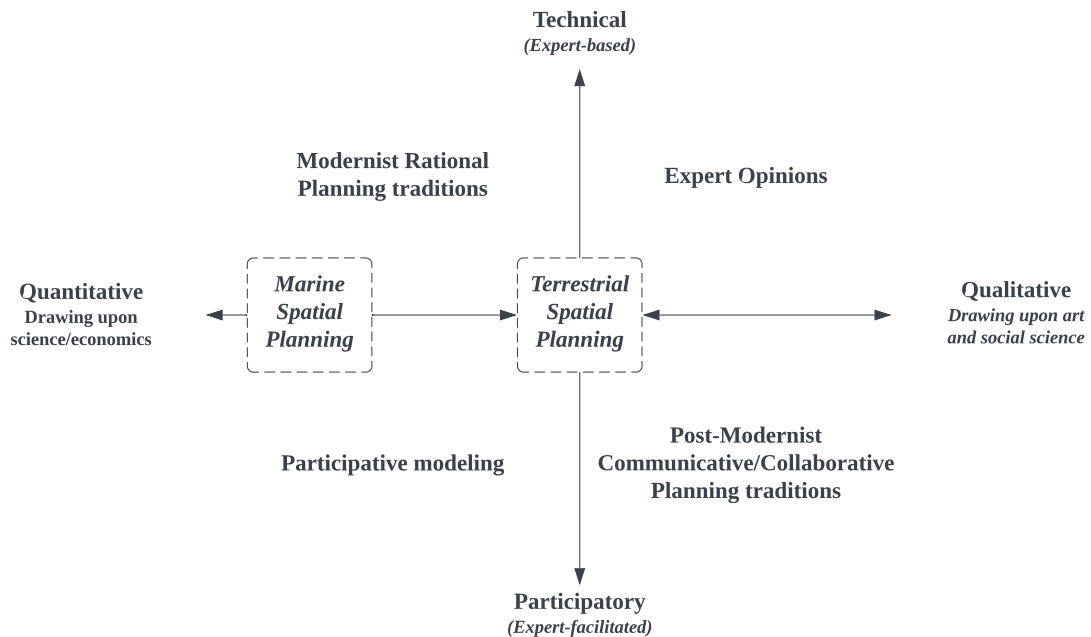 Technical
(Expert-based)
Modernist Rational
Planning traditions
Expert Opinions
Quantitative
Drawing upon
science/economics
Marine
Spatial
Planning
Terrestrial
Spatial
Planning
Qualitative
Drawing upon art
and social science
Participative modeling
Post-Modernist
Communicative/Collaborative
Planning traditions
Participatory
(Expert-facilitated)